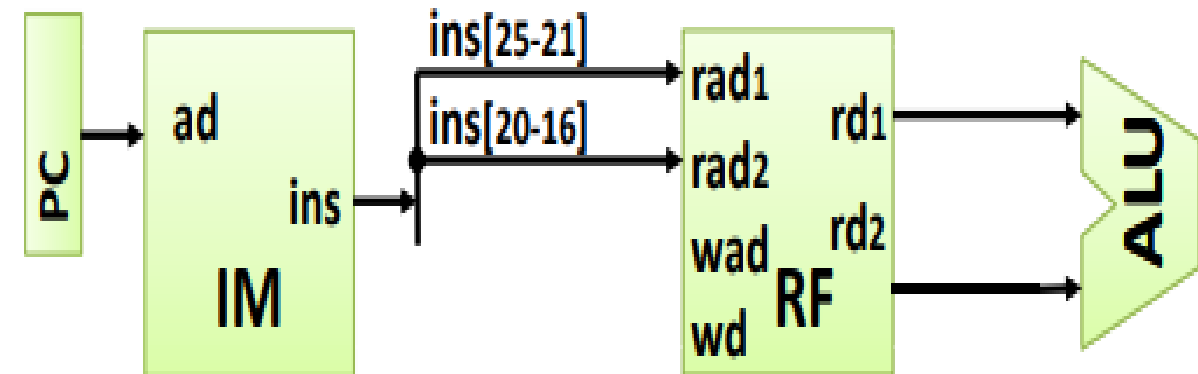 PC
ad
ins
IM
ins[25-21]
ins[20-16]
rad1
rad2
wad
wd
rd1
rd2
RF
ALU